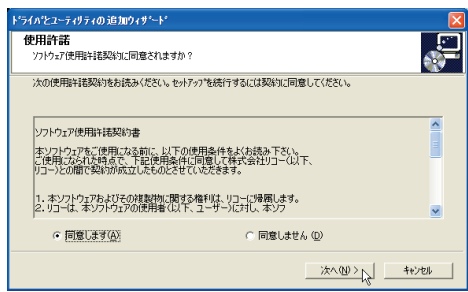 ﾄﾞﾗｲﾊﾞとﾕｰﾃｨﾘﾃｨの追加ｳｨｻﾞｰﾄﾞ
使用許諾
ソフトウェア使用許諾契約に同意されますか？
次の使用許諾契約をお読みください。セットアップを続行するには契約に同意してください。
ソフトウェア使用許諾契約書
本ソフトウェアをご使用になる前に、以下の使用条件をよくお読み下さい。
ご使用になられた時点で、下記使用条件に同意して株式会社リコー（以下、
リコー）との間で契約が成立したものとさせていただきます。
1. 本ソフトウェアおよびその複製物に関する権利は、リコーに帰属します。
2. リコーは、本ソフトウェアの使用者（以下、ユーザー）に対し、本ソフ
同意します(A)
同意しません (D)
次へ(N) >
キャンセル